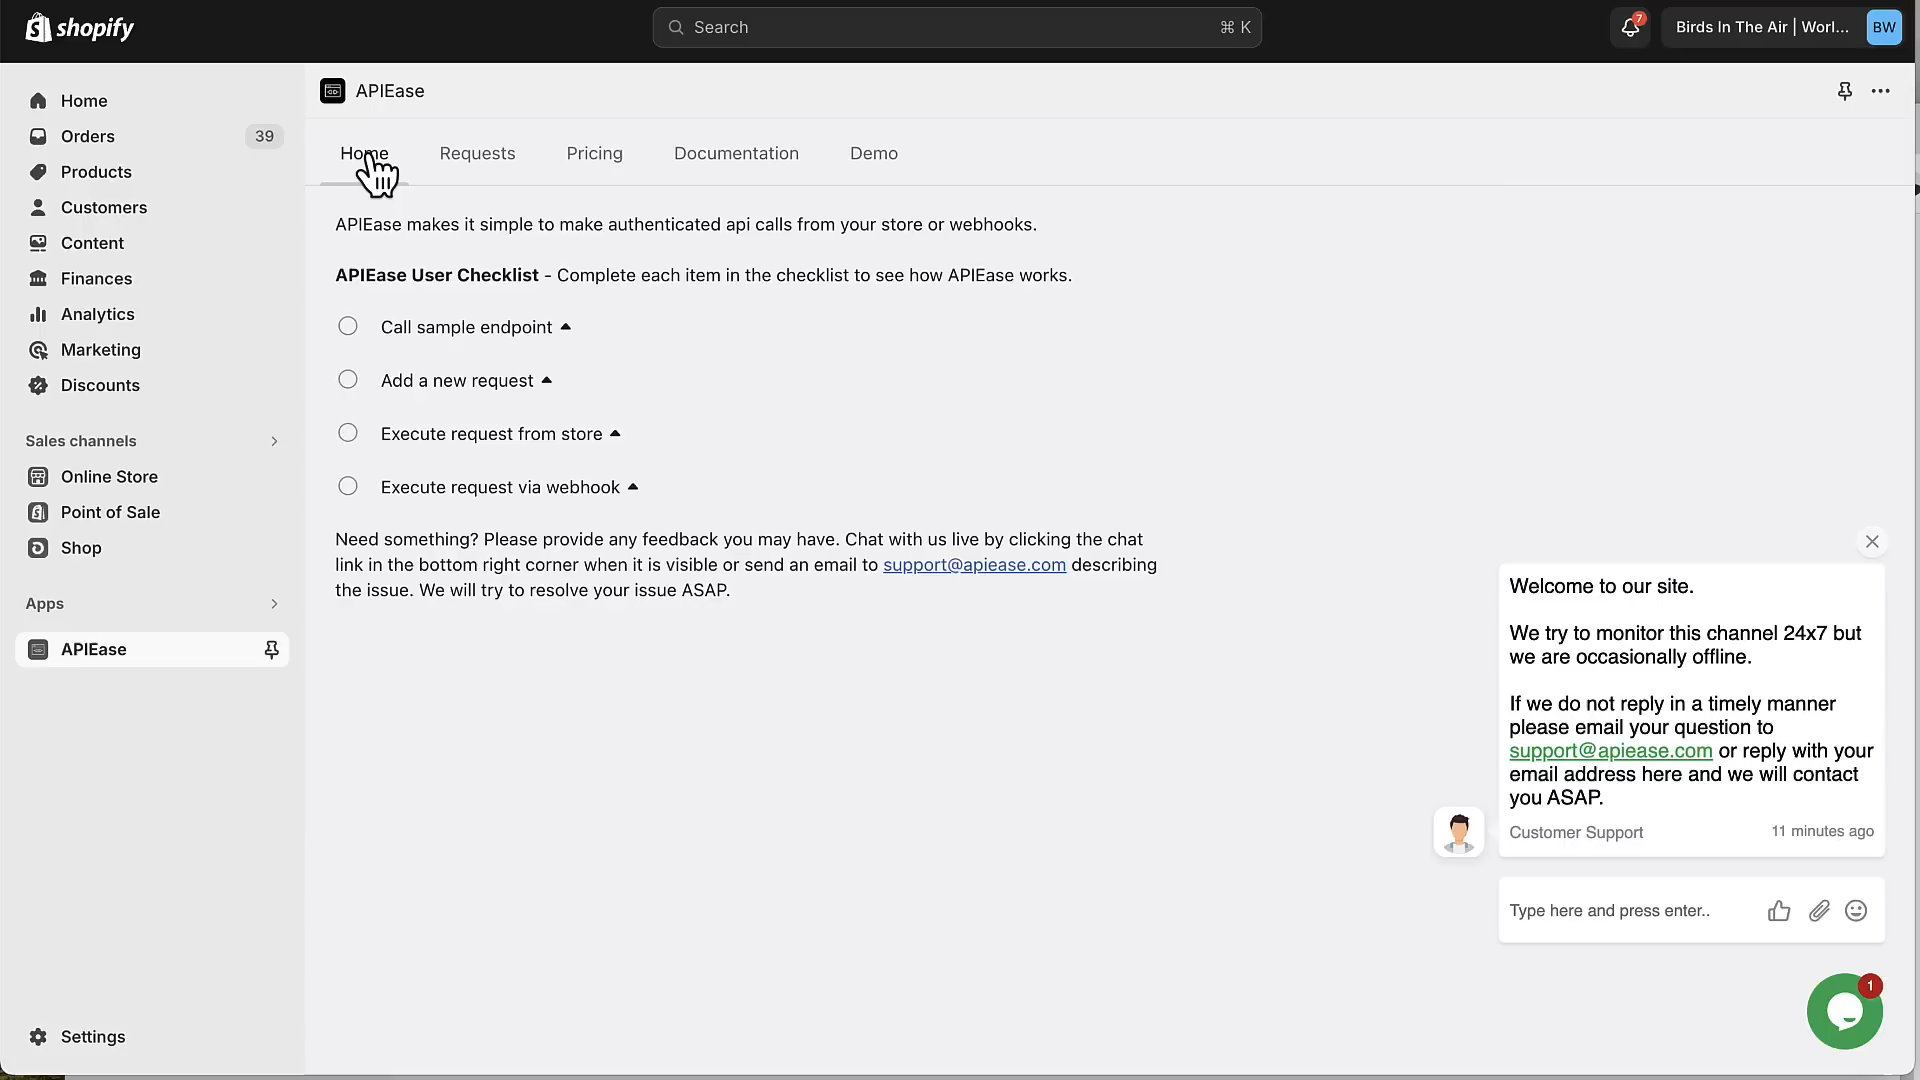 shopify
Search
⌘ K
7
Birds In The Air | Worl...
BW
Home
Orders
39
Products
Customers
Content
Finances
Analytics
Marketing
Discounts
Sales channels
Online Store
Point of Sale
Shop
Apps
APIEase
Settings
APIEase
Home
Requests
Pricing
Documentation
Demo
APIEase makes it simple to make authenticated api calls from your store or webhooks.
APIEase User Checklist - Complete each item in the checklist to see how APIEase works.
Call sample endpoint
Add a new request
Execute request from store
Execute request via webhook
Need something? Please provide any feedback you may have. Chat with us live by clicking the chat
link in the bottom right corner when it is visible or send an email to support@apiease.com describing
the issue. We will try to resolve your issue ASAP.
Welcome to our site.
We try to monitor this channel 24x7 but
we are occasionally offline.
If we do not reply in a timely manner
please email your question to
support@apiease.com or reply with your
email address here and we will contact
you ASAP.
Customer Support
11 minutes ago
Type here and press enter..
1